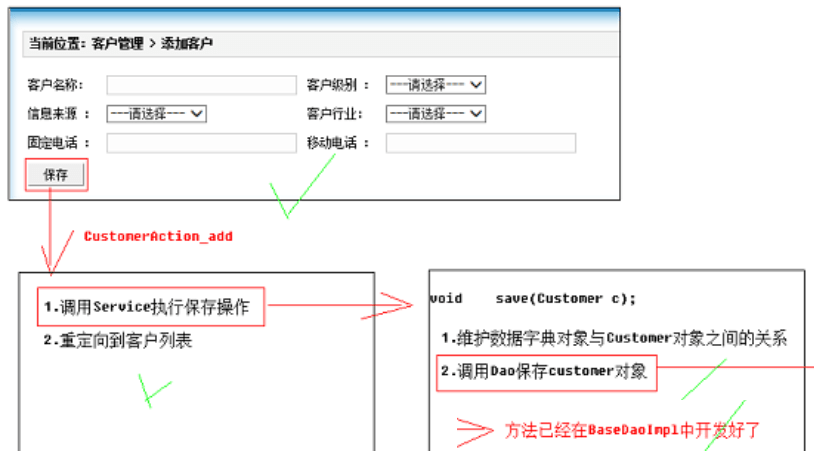 当前位置：客户管理 > 添加客户
客户名称： 客户级别 ： ---请选择---
信息来源 ： ---请选择--- 客户行业： ---请选择---
固定电话 ： 移动电话 ：
保存
CustomerAction_add
1.调用Service执行保存操作
2.重定向到客户列表
void save(Customer c);
1.维护数据字典对象与Customer对象之间的关系
2.调用Dao保存customer对象
方法已经在BaseDaoImpl中开发好了